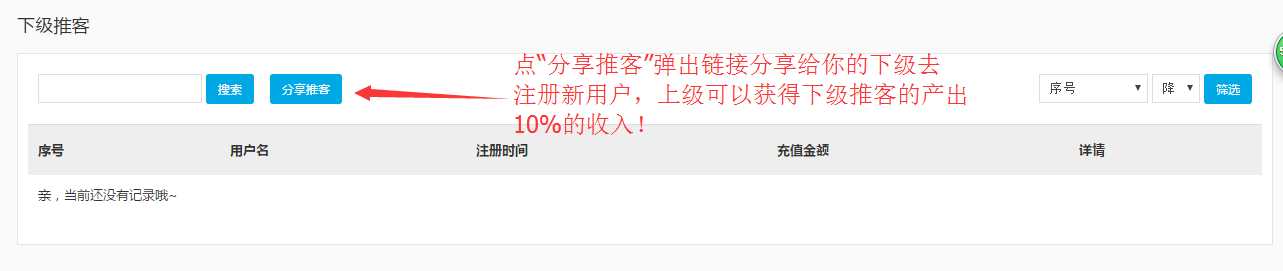 下级推客
点“分享推客”弹出链接分享给你的下级去
注册新用户，上级可以获得下级推客的产出
10%的收入！
搜索 分享推客 序号 降 筛选
序号 用户名 注册时间 充值金额 详情
亲，当前还没有记录哦~